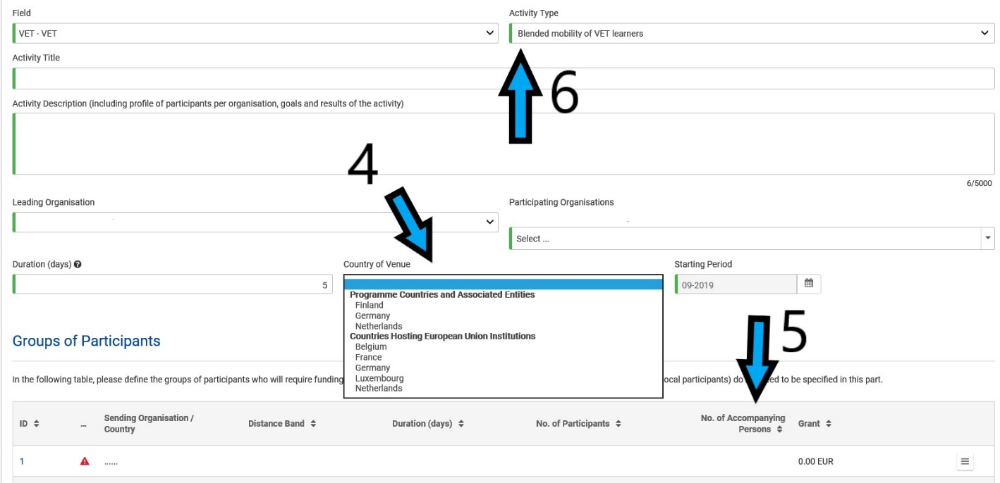 Field
Activity Type
VET - VET
Blended mobility of VET learners
Activity Title
6
Activity Description (including profile of participants per organisation, goals and results of the activity)
4
6/5000
Leading Organisation
Participating Organisations
Select ...
Duration (days)
Country of Venue
Starting Period
5
09-2019
Programme Countries and Associated Entities
Finland
Germany
Netherlands
Countries Hosting European Union Institutions
Belgium
France
Germany
Luxembourg
Netherlands
5
Groups of Participants
In the following table, please define the groups of participants who will require funding
ocal participants) do
ed to be specified in this part.
ID
...
Sending Organisation /
Country
Distance Band
Duration (days)
No. of Participants
No. of Accompanying
Persons
Grant
1
......
0.00 EUR